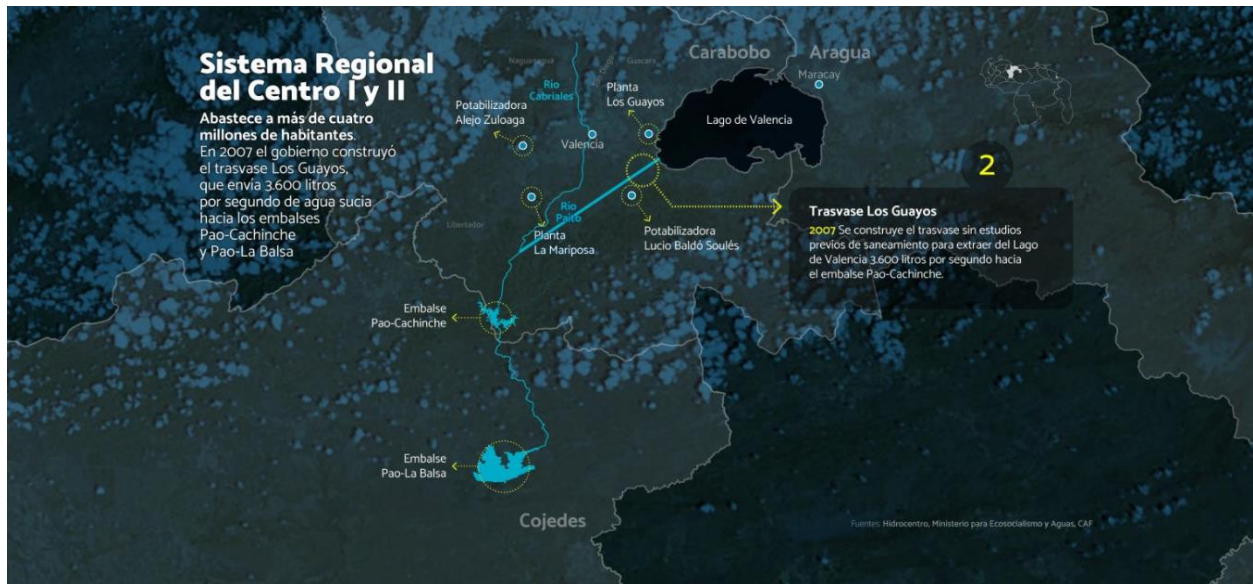 Sistema Regional
del Centro I y II
Abastece a más de cuatro
millones de habitantes.
En 2007 el gobierno construyó
el trasvase Los Guayos,
que envía 3.600 litros
por segundo de agua sucia
hacia los embalses
Pao-Cachinche
y Pao-La Balsa
Naguanagua
Guacara
Carabobo
Aragua
Maracay
Río
Cabriales
Planta
Los Guayos
Potabilizadora
Alejo Zuloaga
Valencia
Lago de Valencia
2
Libertador
Río
Paito
Planta
La Mariposa
Potabilizadora
Lucio Baldó Soulés
Trasvase Los Guayos
2007 Se construye el trasvase sin estudios
previos de saneamiento para extraer del Lago
de Valencia 3.600 litros por segundo hacia
el embalse Pao-Cachinche.
Embalse
Pao-Cachinche
Embalse
Pao-La Balsa
Cojedes
Fuentes: Hidrocentro, Ministerio para Ecosocialismo y Aguas, CAF